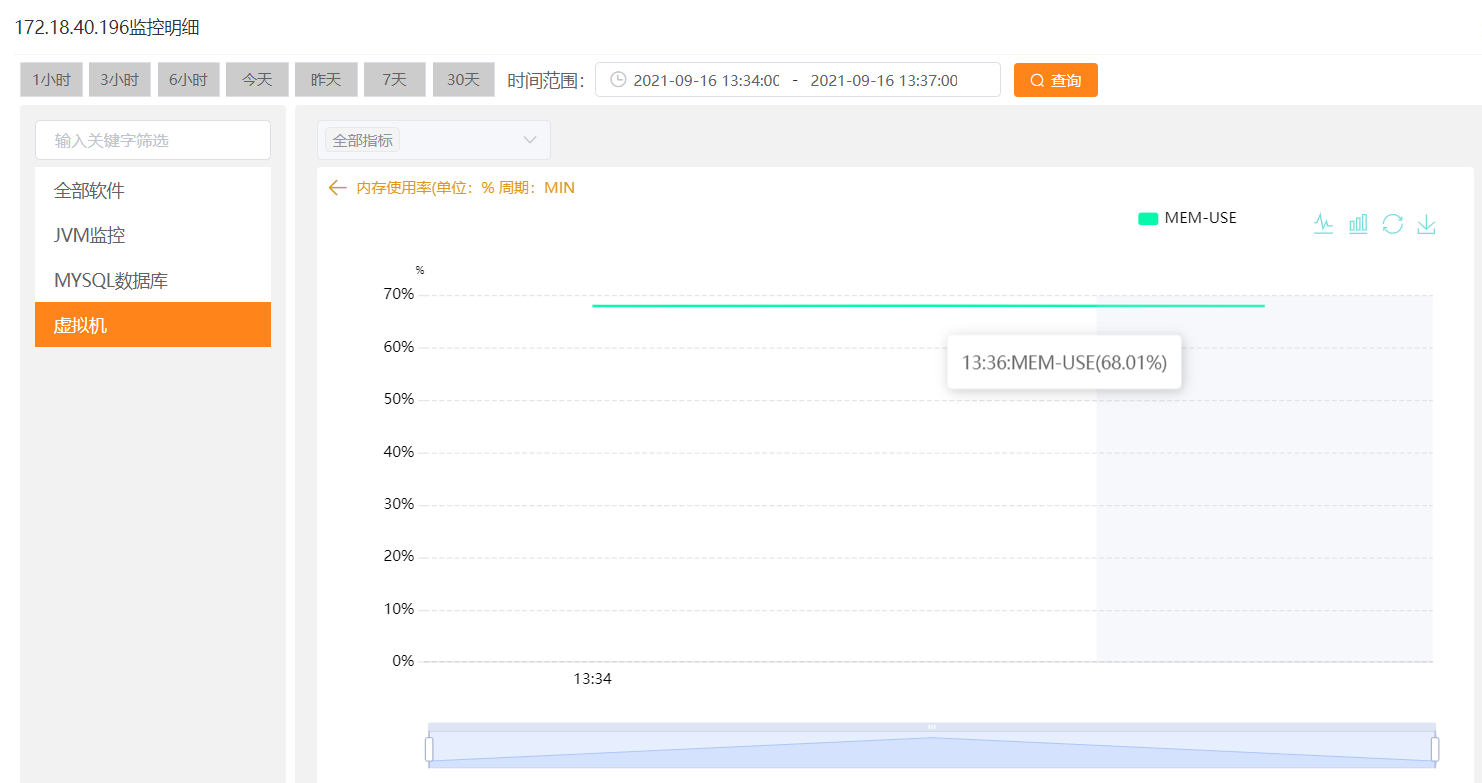 172.18.40.196监控明细
1小时 3小时 6小时 今天 昨天 7天 30天 时间范围： 2021-09-16 13:34:00 - 2021-09-16 13:37:00 查询
输入关键字筛选
全部软件
JVM监控
MYSQL数据库
虚拟机
全部指标
内存使用率(单位：% 周期：MIN
MEM-USE
%
70%
60%
13:36:MEM-USE(68.01%)
50%
40%
30%
20%
10%
0%
13:34